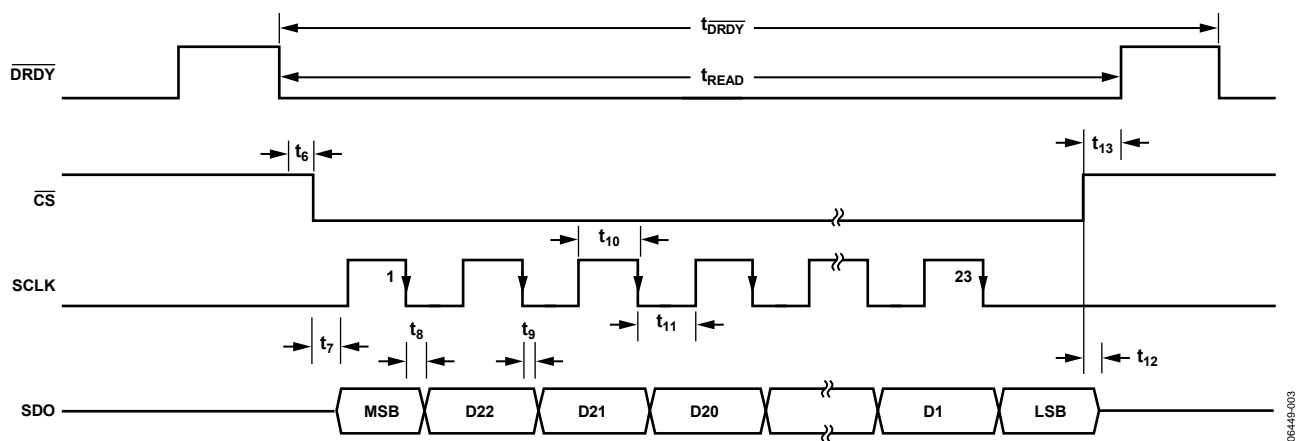 tDRDY
DRDY
tREAD
t6
t13
CS
t10
SCLK
1
23
t8
t9
t11
t7
t12
SDO
MSB
D22
D21
D20
D1
LSB
06449-003